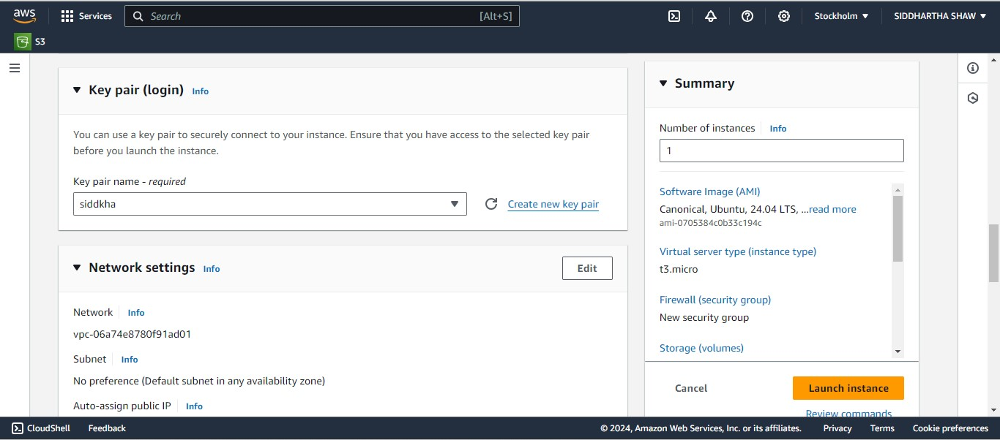 aws
Services
Search
[Alt+S]
Stockholm
SIDDHARTHA SHAW
S3
Key pair (login) Info
You can use a key pair to securely connect to your instance. Ensure that you have access to the selected key pair
before you launch the instance.
Key pair name - required
siddkha
Create new key pair
Network settings Info
Edit
Network Info
vpc-06a74e8780f91ad01
Subnet Info
No preference (Default subnet in any availability zone)
Auto-assign public IP Info
Summary
Number of instances Info
1
Software Image (AMI)
Canonical, Ubuntu, 24.04 LTS, ...read more
ami-0705384c0b33c194c
Virtual server type (instance type)
t3.micro
Firewall (security group)
New security group
Storage (volumes)
Cancel
Launch instance
Review commands
CloudShell
Feedback
© 2024, Amazon Web Services, Inc. or its affiliates.
Privacy
Terms
Cookie preferences